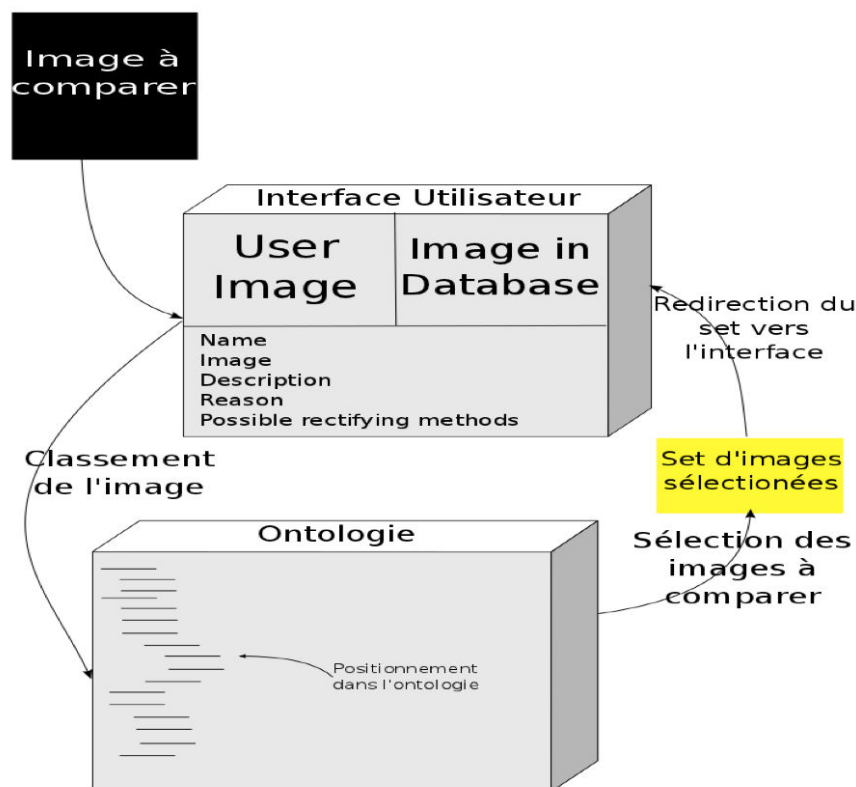 Image à
comparer
Interface Utilisateur
User
Image
Image in
Database
Name
Image
Description
Reason
Possible rectifying methods
Redirection du
set vers
l'interface
Classement
de l'image
Set d'images
sélectionées
Ontologie
Sélection des
images à
comparer
Positionnement
dans l'ontologie